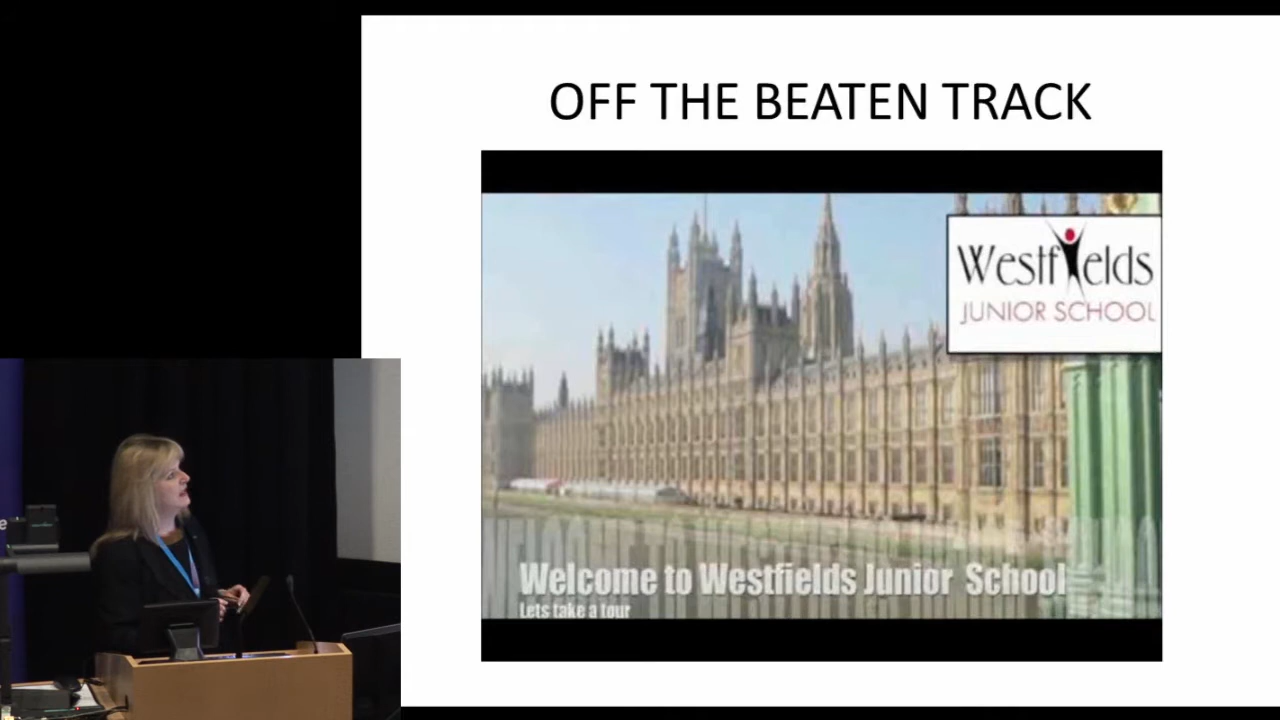 OFF THE BEATEN TRACK
Westfields
JUNIOR SCHOOL
Welcome to Westfields Junior School
Lets take a tour
e